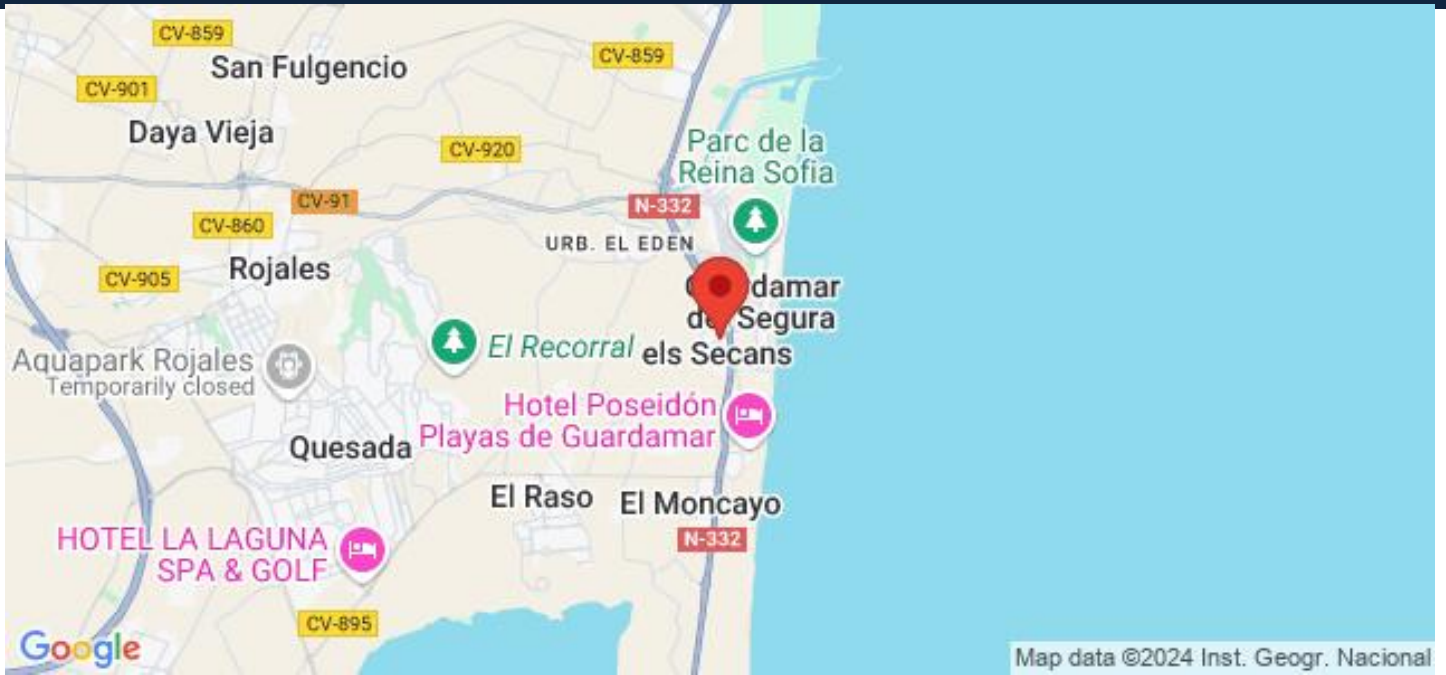 CV-859
San Fulgencio
CV-859
CV-901
Daya Vieja
CV-920
Parc de la
Reina Sofia
CV-91
N-332
CV-860
URB. EL EDEN
Rojales
CV-905
damar
Segura
El Recorral
els Secans
Aquapark Rojales
Temporarily closed
Hotel Poseidón
Playas de Guardamar
Quesada
El Raso
El Moncayo
HOTEL LA LAGUNA
SPA & GOLF
N-332
CV-895
Google
Map data ©2024 Inst. Geogr. Nacional